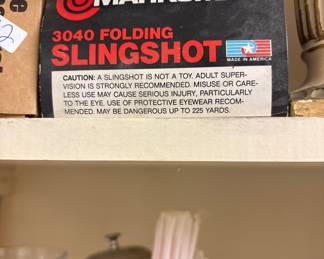 3040 FOLDING
SLINGSHOT
MADE IN AMERICA
CAUTION: A SLINGSHOT IS NOT A TOY. ADULT SUPER-
VISION IS STRONGLY RECOMMENDED. MISUSE OR CARE-
LESS USE MAY CAUSE SERIOUS INJURY, PARTICULARLY
TO THE EYE. USE OF PROTECTIVE EYEWEAR RECOM-
MENDED. MAY BE DANGEROUS UP TO 225 YARDS.